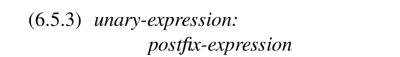 (6.5.3) unary-expression:
postfix-expression